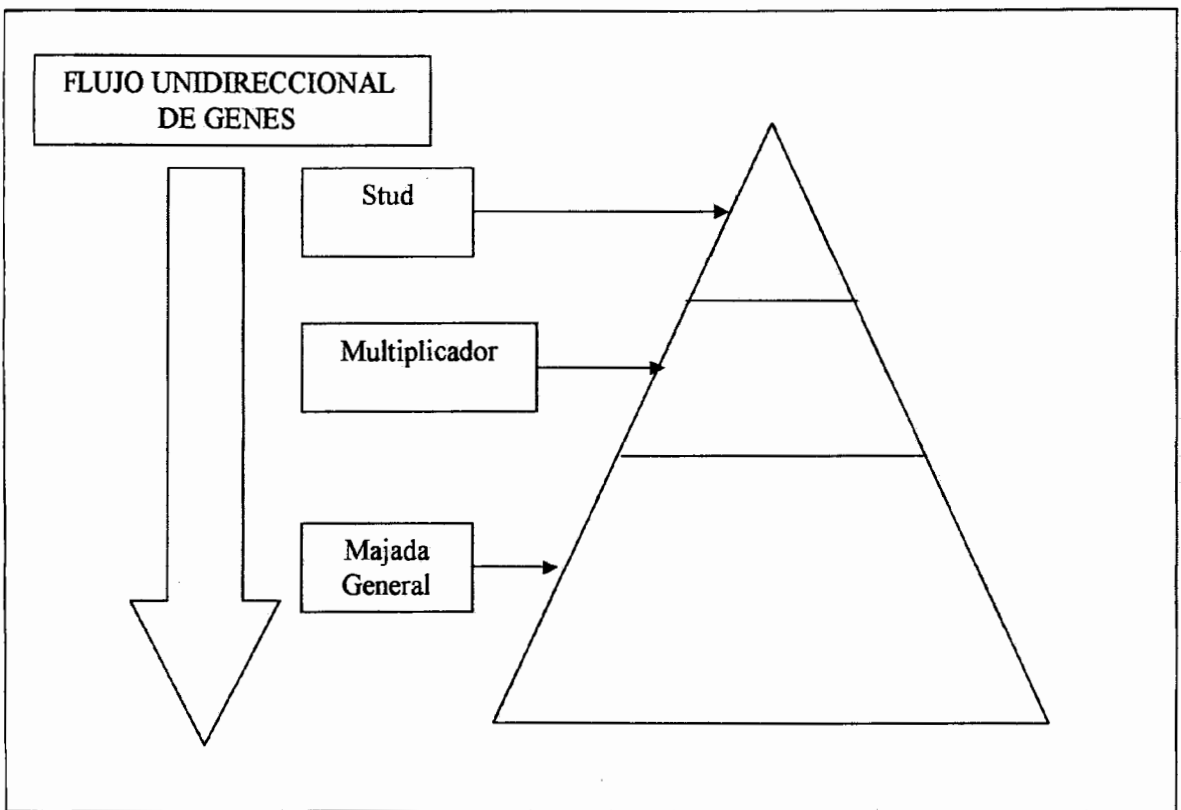 FLUJO UNIDIRECCIONAL
DE GENES
Stud
Multiplicador
Majada
General